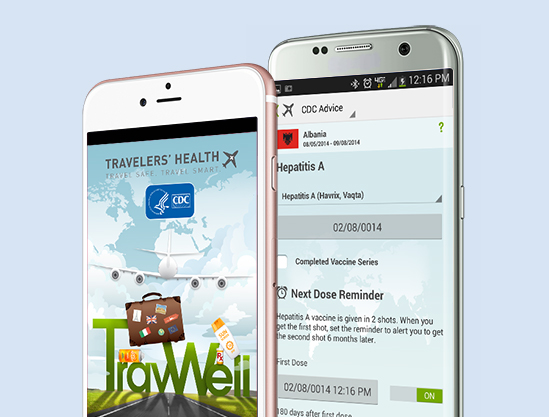 TRAVELERS' HEALTH
TRAVEL SAFE, TRAVEL SMART
CDC
TravWell
Rx
4G
12:16 PM
CDC Advice
Albania
08/05/2014 - 09/08/2014
?
Hepatitis A
Hepatitis A (Havrix, Vaqta)
02/08/0014
Completed Vaccine Series
Next Dose Reminder
Hepatitis A vaccine is given in 2 shots. When you
get the first shot, set the reminder to alert you to get
the second shot 6 months later.
First Dose
02/08/0014 12:16 PM
ON
180 days after first dose